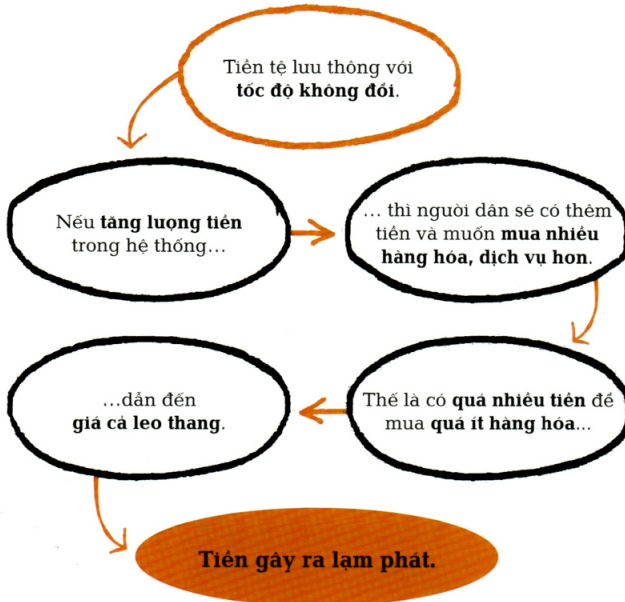 Tiền tệ lưu thông với
tốc độ không đổi.
Nếu tăng lượng tiền
trong hệ thống...
... thì người dân sẽ có thêm
tiền và muốn mua nhiều
hàng hóa, dịch vụ hon.
Thế là có quá nhiều tiền để
mua quá ít hàng hóa...
...dẫn đến
giá cả leo thang.
Tiền gây ra lạm phát.